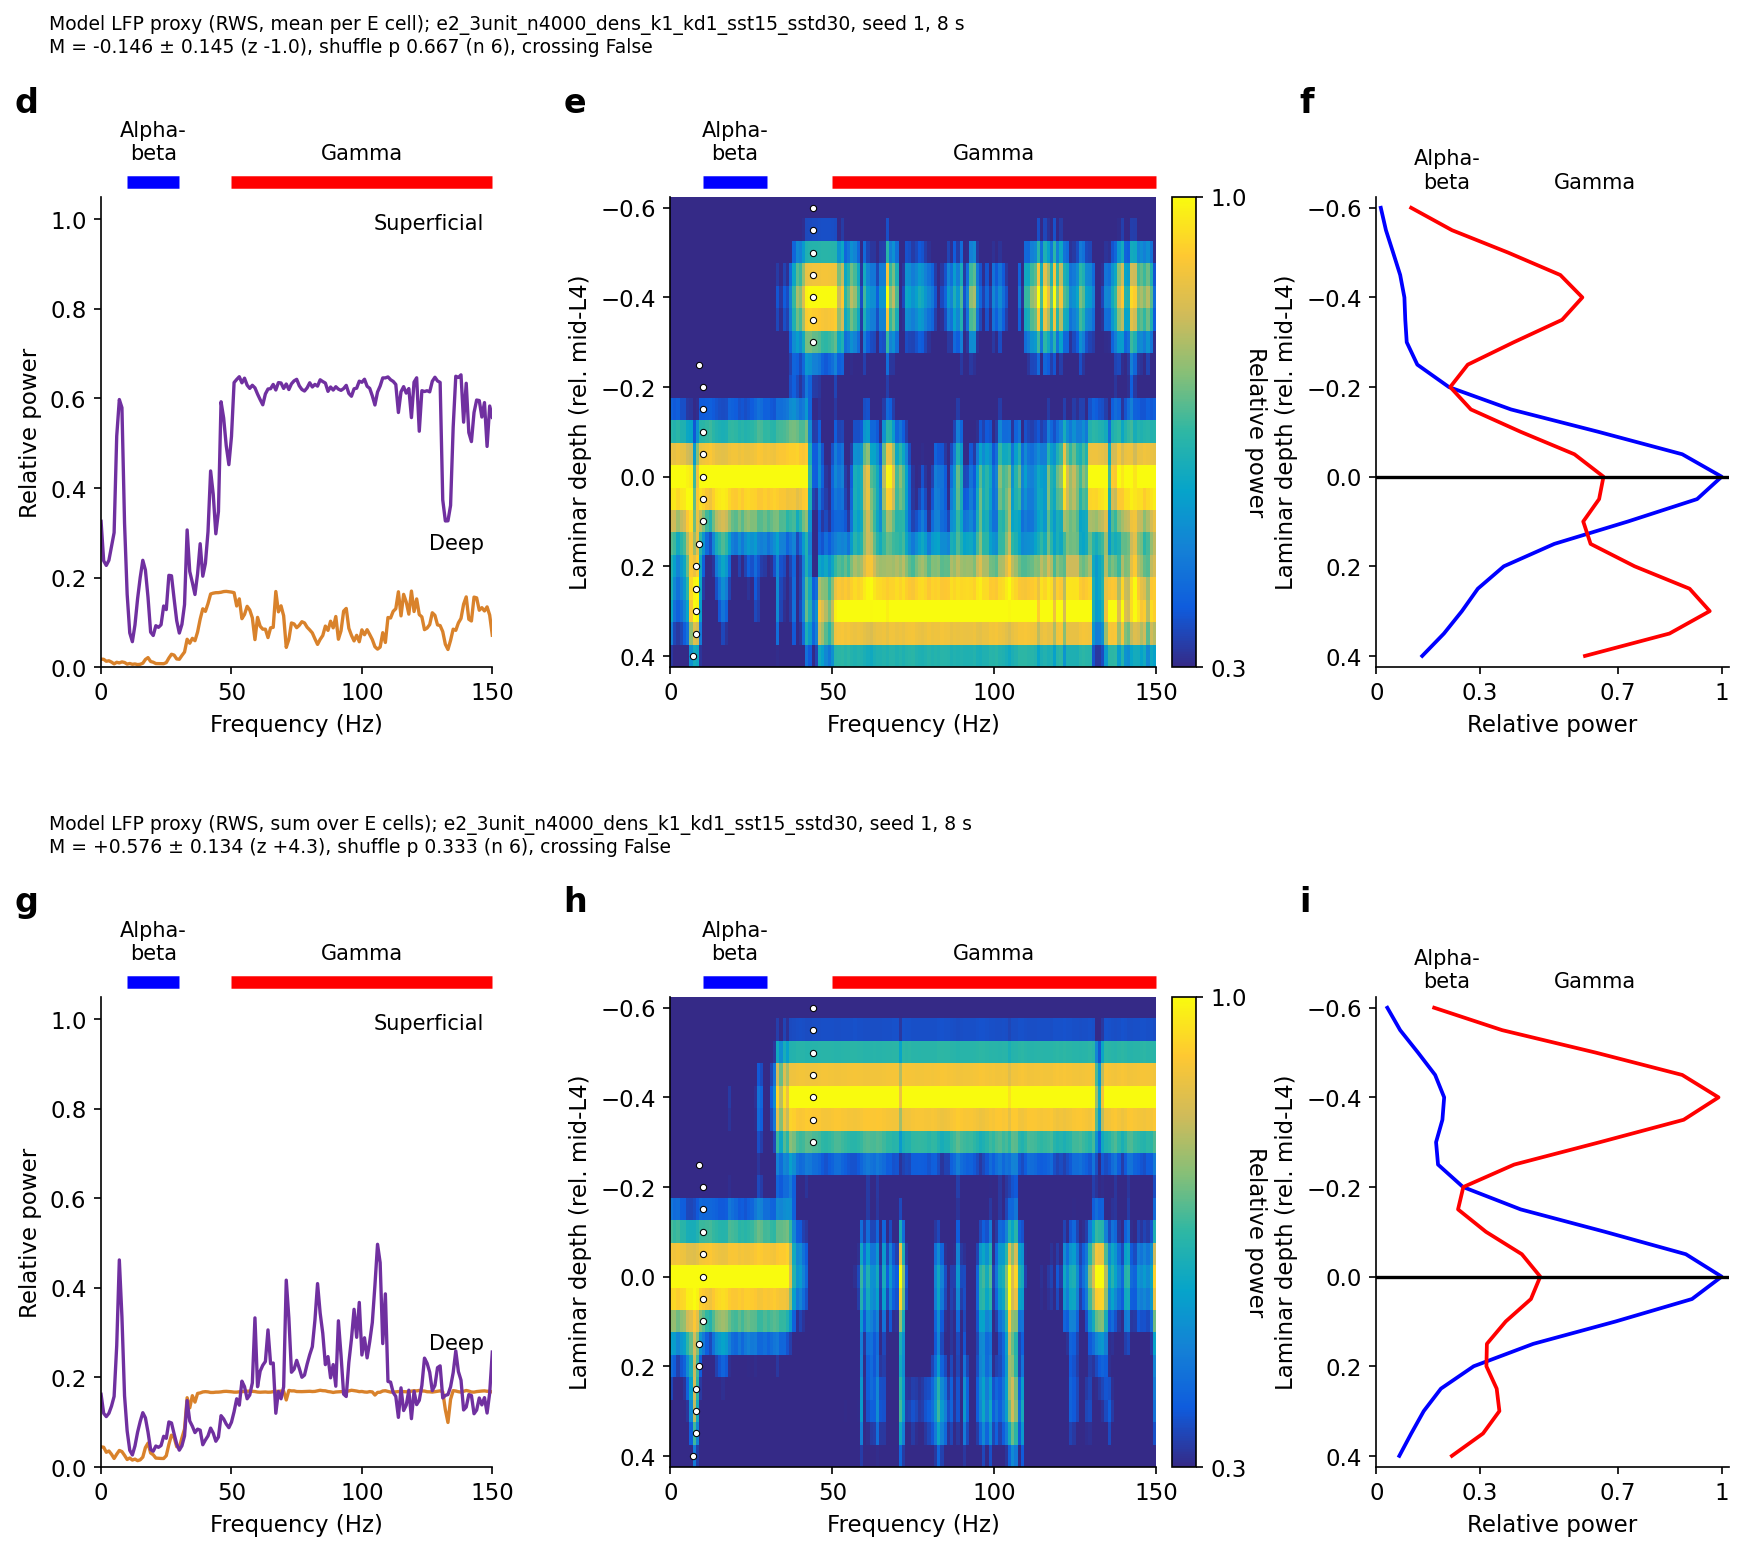 Model LFP proxy (RWS, mean per E cell); e2_3unit_n4000_dens_k1_kd1_sst15_sstd30, seed 1, 8 s
M = -0.146 ± 0.145 (z -1.0), shuffle p 0.667 (n 6), crossing False
d
Alpha-
beta
Gamma
Superficial
Deep
Relative power
1.0
0.8
0.6
0.4
0.2
0.0
0 50 100 150
Frequency (Hz)
e
Alpha-
beta
Gamma
Laminar depth (rel. mid-L4)
−0.6
−0.4
−0.2
0.0
0.2
0.4
0 50 100 150
Frequency (Hz)
1.0
0.3
Relative power
f
Alpha-
beta
Gamma
Laminar depth (rel. mid-L4)
−0.6
−0.4
−0.2
0.0
0.2
0.4
0 0.3 0.7 1
Relative power
Model LFP proxy (RWS, sum over E cells); e2_3unit_n4000_dens_k1_kd1_sst15_sstd30, seed 1, 8 s
M = +0.576 ± 0.134 (z +4.3), shuffle p 0.333 (n 6), crossing False
g
Alpha-
beta
Gamma
Superficial
Deep
Relative power
1.0
0.8
0.6
0.4
0.2
0.0
0 50 100 150
Frequency (Hz)
h
Alpha-
beta
Gamma
Laminar depth (rel. mid-L4)
−0.6
−0.4
−0.2
0.0
0.2
0.4
0 50 100 150
Frequency (Hz)
1.0
0.3
Relative power
i
Alpha-
beta
Gamma
Laminar depth (rel. mid-L4)
−0.6
−0.4
−0.2
0.0
0.2
0.4
0 0.3 0.7 1
Relative power